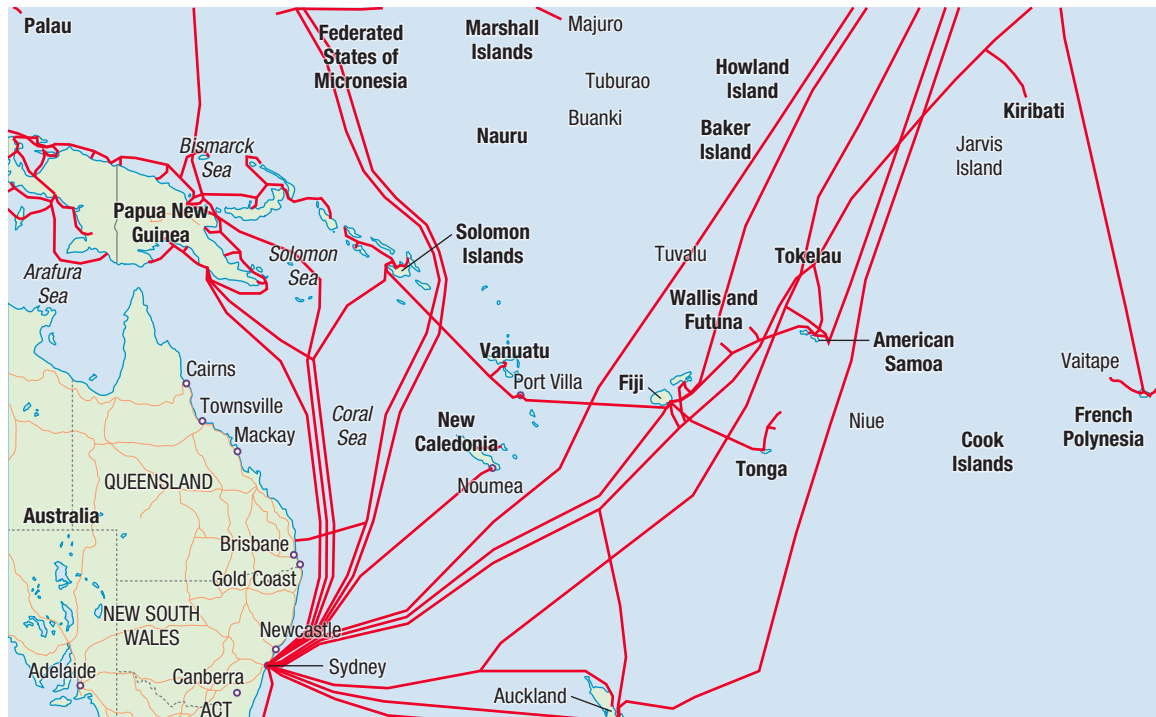 Palau
Federated
States of
Micronesia
Marshall
Islands
Majuro
Tuburao
Buanki
Nauru
Howland
Island
Baker
Island
Kiribati
Jarvis
Island
Bismarck
Sea
Papua New
Guinea
Solomon
Sea
Arafura
Sea
Solomon
Islands
Tuvalu
Tokelau
Wallis and
Futuna
American
Samoa
Vanuatu
Port Villa
Fiji
Vaitape
French
Polynesia
Cairns
Townsville
Mackay
Coral
Sea
New
Caledonia
Noumea
Tonga
Niue
Cook
Islands
QUEENSLAND
Australia
Brisbane
Gold Coast
NEW SOUTH
WALES
Newcastle
Sydney
Adelaide
Canberra
ACT
Auckland